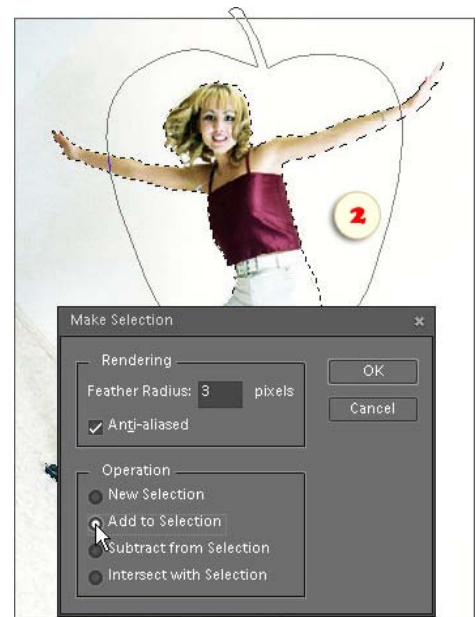 2
Make Selection
Rendering
Feather Radius: 3 pixels
Anti-aliased
OK
Cancel
Operation
New Selection
Add to Selection
Subtract from Selection
Intersect with Selection